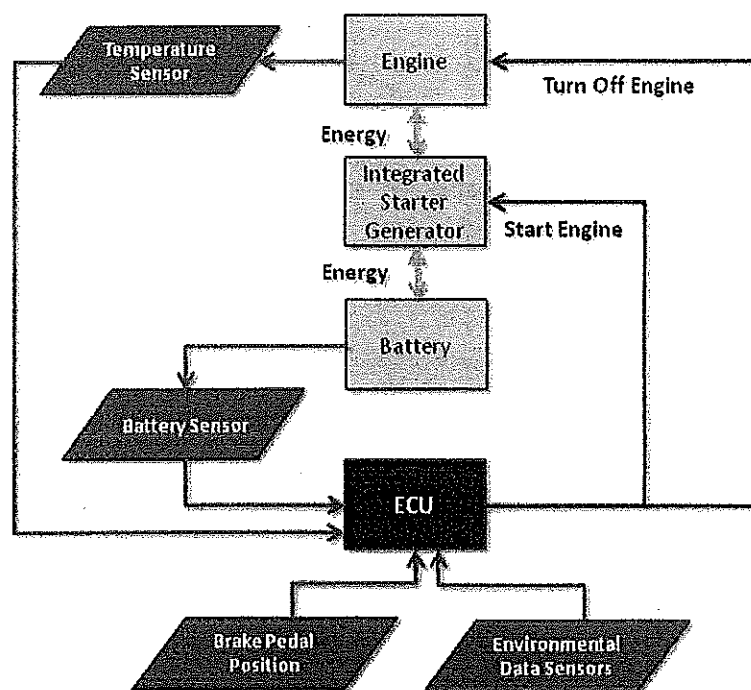 Temperature
Sensor
Engine
Turn Off Engine
Energy
Integrated
Starter
Generator
Start Engine
Energy
Battery
Battery Sensor
ECU
Brake Pedal
Position
Environmental
Data Sensors